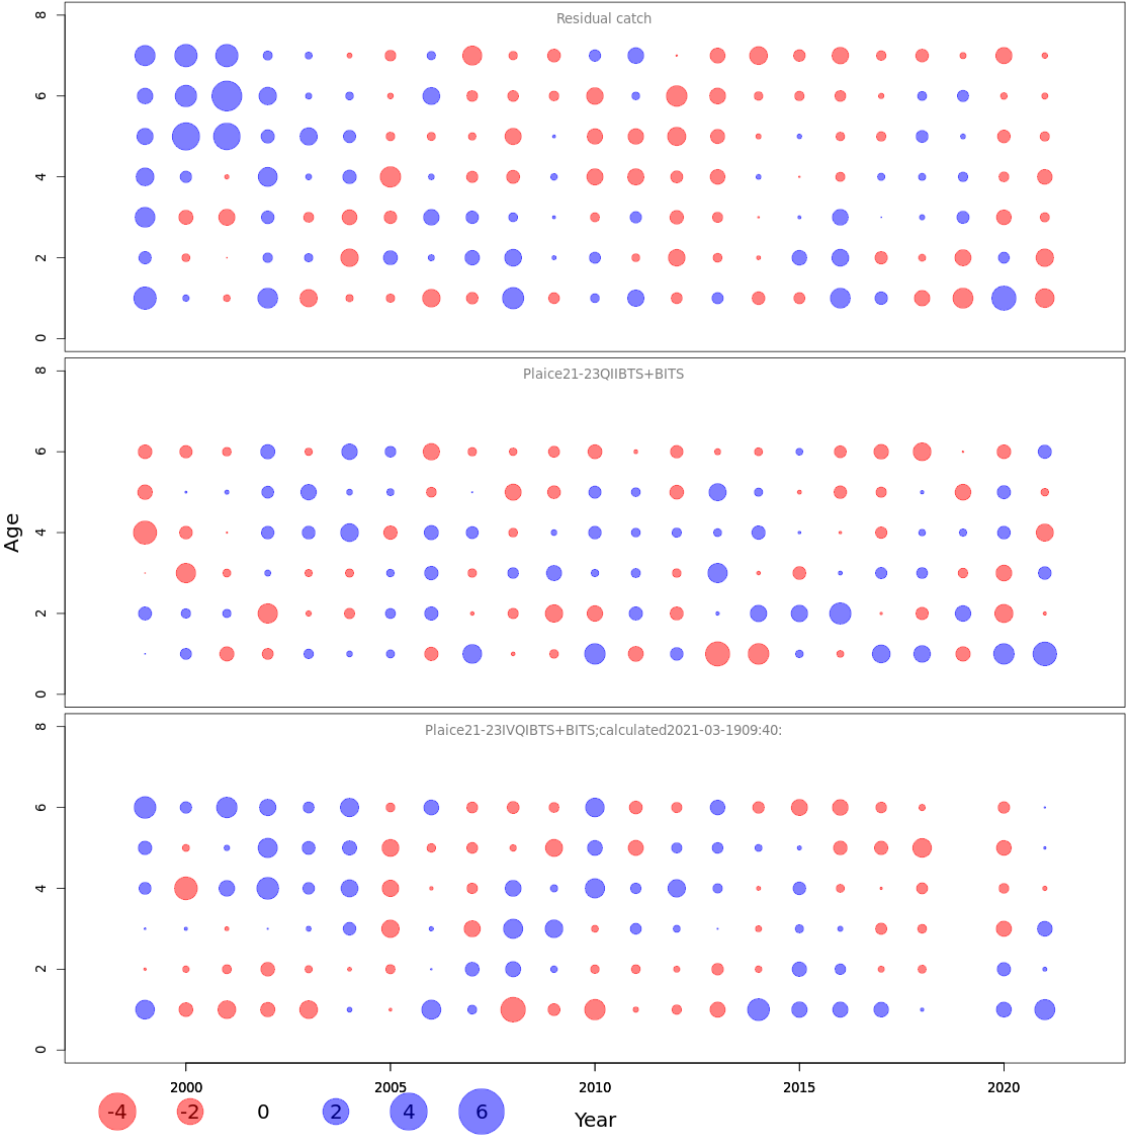 Residual catch
8
6
4
2
0
Plaice21-23QIIBTS+BITS
8
6
4
2
0
Age
Plaice21-23IVQIBTS+BITS;calculated2021-03-1909:40:
8
6
4
2
0
2000 2005 2010 2015 2020
-4 -2 0 2 4 6
Year